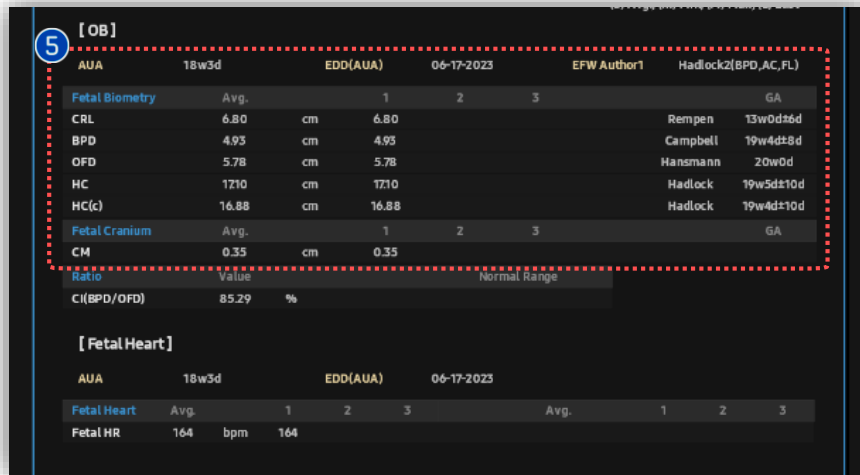 [ OB ]
5
AUA 18w3d EDD(AUA) 06-17-2023 EFW Author1 Hadlock2(BPD,AC,FL)
Fetal Biometry Avg. 1 2 3 GA
CRL 6.80 cm 6.80 Rempen 13w0d±6d
BPD 4.93 cm 4.93 Campbell 19w4d±8d
OFD 5.78 cm 5.78 Hansmann 20w0d
HC 17.10 cm 17.10 Hadlock 19w5d±10d
HC(c) 16.88 cm 16.88 Hadlock 19w4d±10d
Fetal Cranium Avg. 1 2 3 GA
CM 0.35 cm 0.35
Ratio Value Normal Range
CI(BPD/OFD) 85.29 %
[ Fetal Heart ]
AUA 18w3d EDD(AUA) 06-17-2023
Fetal Heart Avg. 1 2 3 Avg. 1 2 3
Fetal HR 164 bpm 164